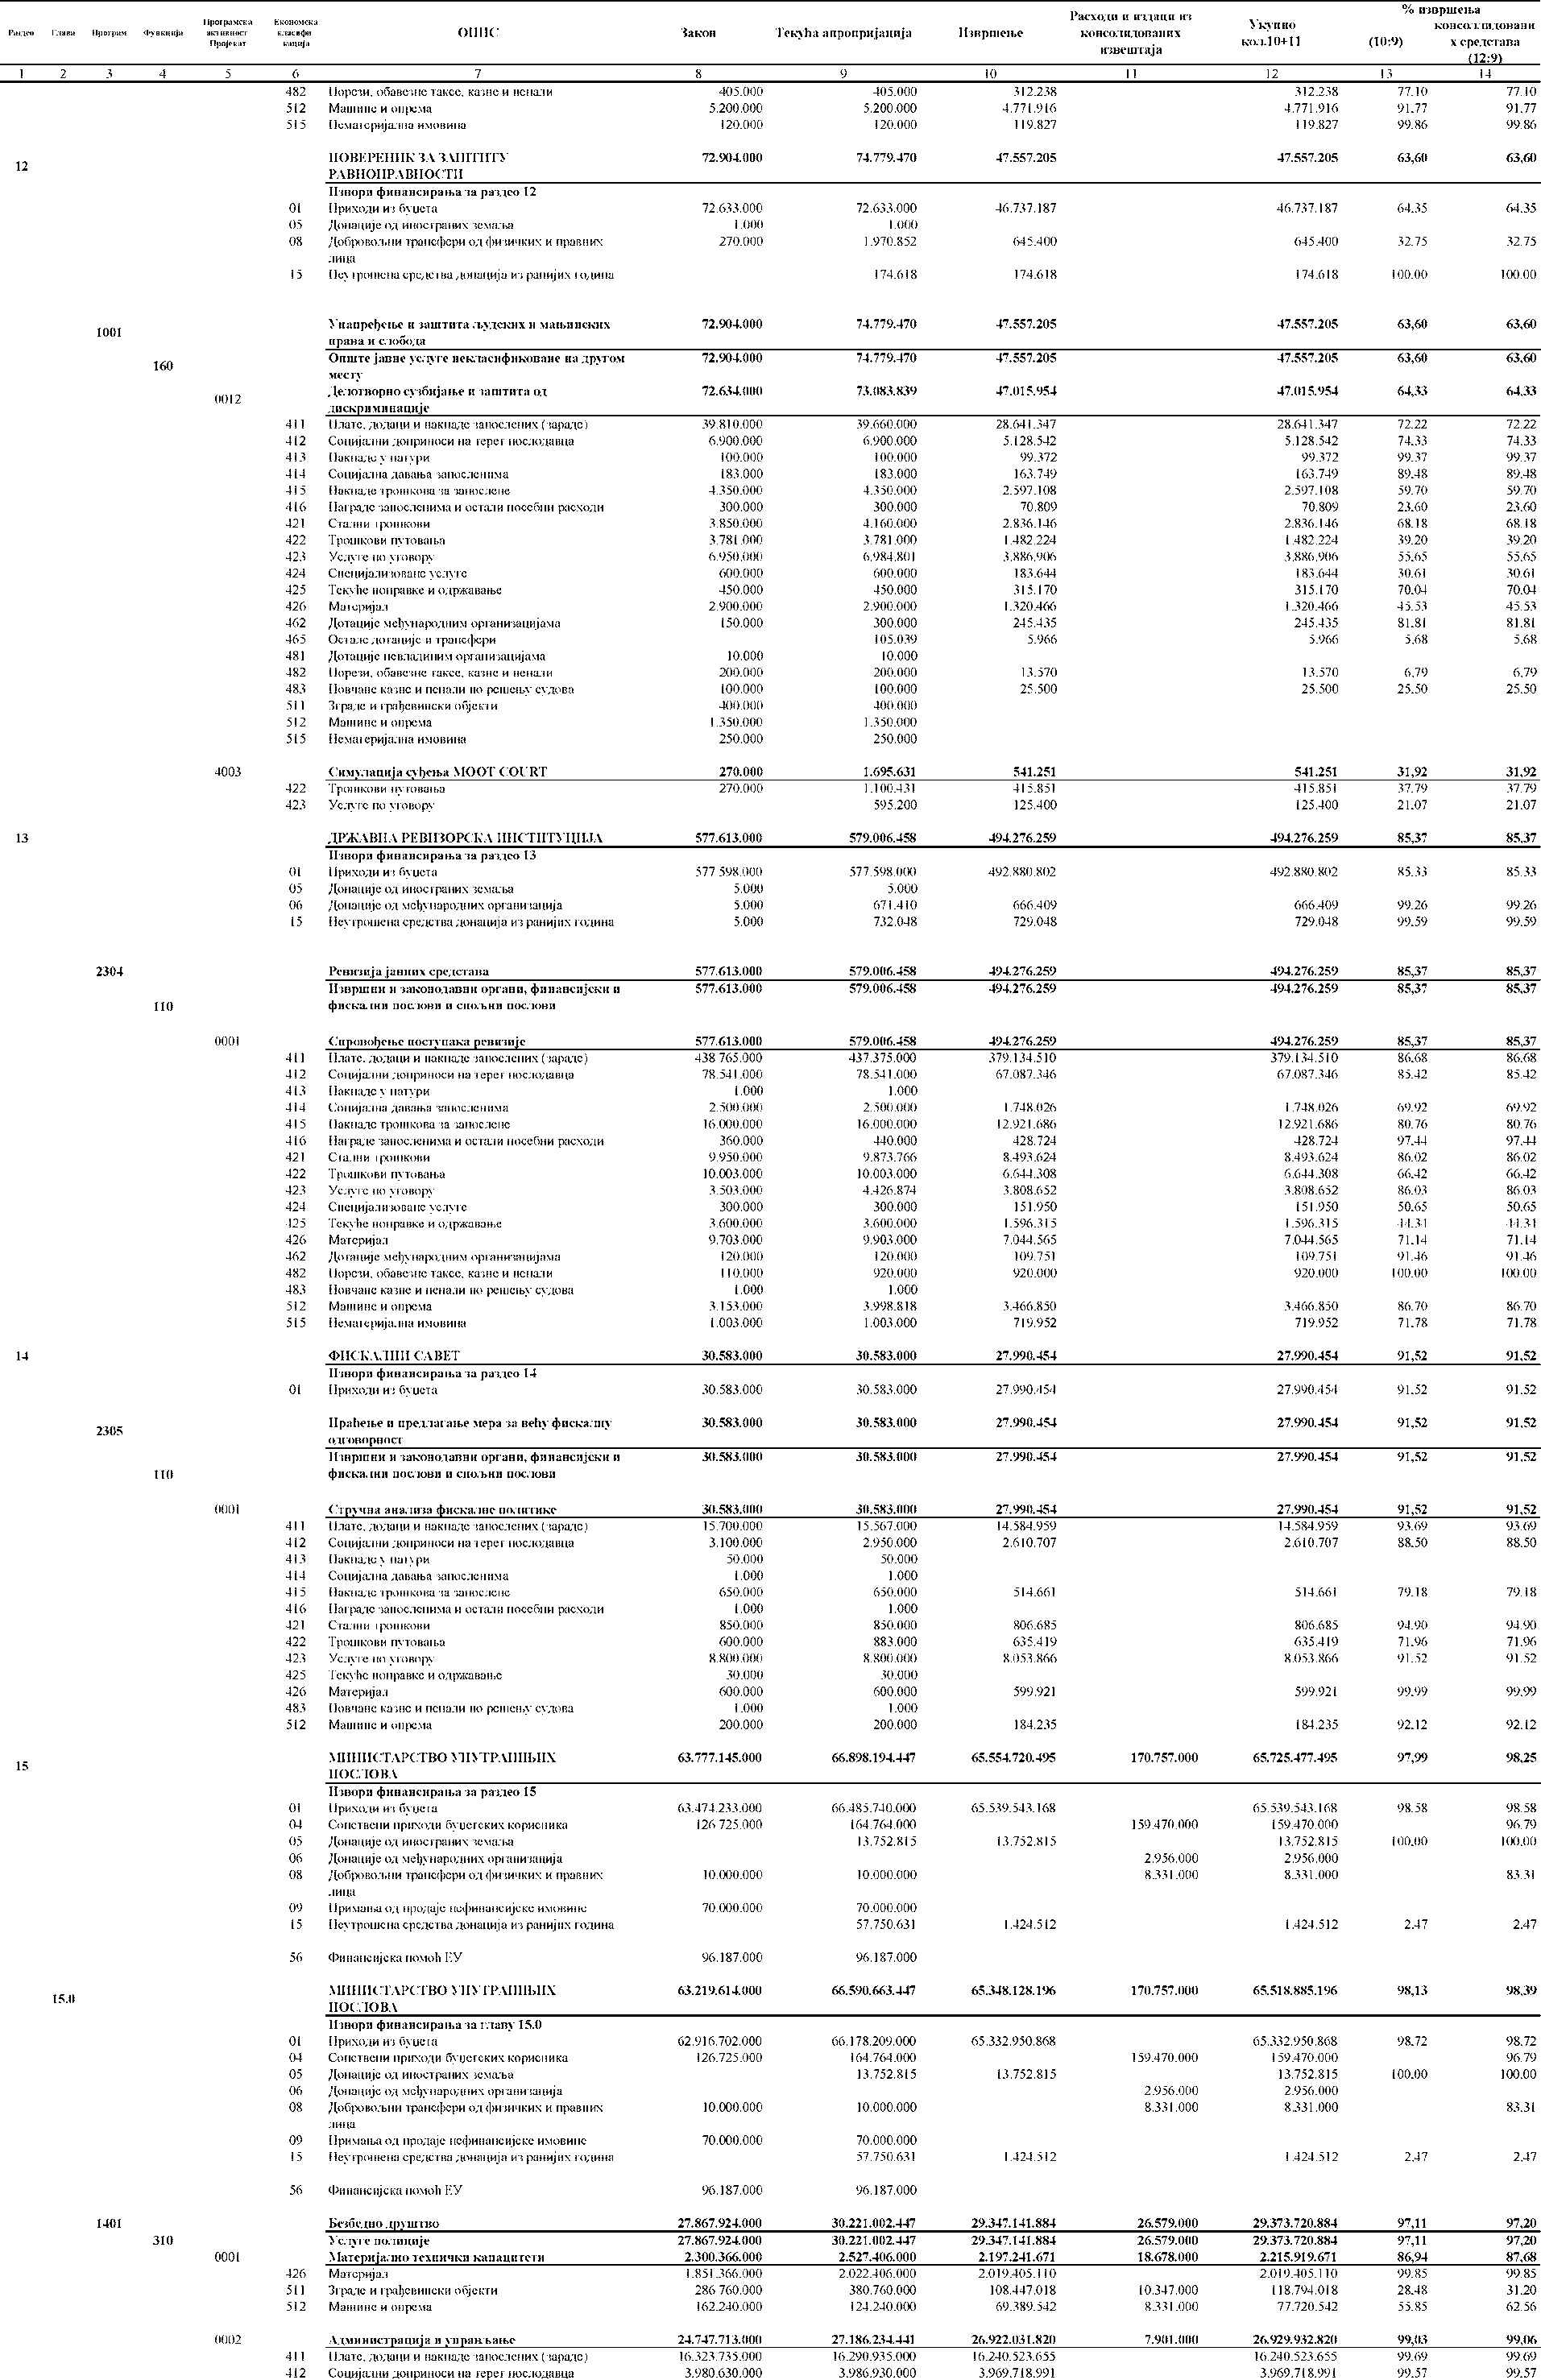 Раздео Глава Програм Функција Програмска активност Пројекат Економска класификација ОПИС Закон Текућа апропријација Извршење Расходи и издаци из консолидованих извештаја Укупно кол.10+11 % извршења (10:9) консолидованих средстава (12:9)
1 2 3 4 5 6 7 8 9 10 11 12 13 14
482 Порези, обавезне таксе, казне и пенали 405.000 405.000 312.238 312.238 77.10 77.10
512 Машине и опрема 5.200.000 5.200.000 4.771.916 4.771.916 91.77 91.77
515 Нематеријална имовина 120.000 120.000 119.827 119.827 99.86 99.86
12 ПОВЕРЕНИК ЗА ЗАШТИТУ РАВНОПРАВНОСТИ 72.904.000 74.779.470 47.557.205 47.557.205 63,60 63,60
Извори финансирања за раздео 12
01 Приходи из буџета 72.633.000 72.633.000 46.737.187 46.737.187 64.35 64.35
05 Донације од иностраних земаља 1.000 1.000
08 Добровољни трансфери од физичких и правних лица 270.000 1.970.852 645.400 645.400 32.75 32.75
15 Неутрошена средства донација из ранијих година 174.618 174.618 174.618 100.00 100.00
1001 Унапређење и заштита људских и мањинских права и слобода 72.904.000 74.779.470 47.557.205 47.557.205 63,60 63,60
160 Опште јавне услуге некласификоване на другом месту 72.904.000 74.779.470 47.557.205 47.557.205 63,60 63,60
0012 Делотворно сузбијање и заштита од дискриминације 72.634.000 73.083.839 47.015.954 47.015.954 64,33 64,33
411 Плате, додаци и накнаде запослених (зараде) 39.810.000 39.660.000 28.641.347 28.641.347 72.22 72.22
412 Социјални доприноси на терет послодавца 6.900.000 6.900.000 5.128.542 5.128.542 74.33 74.33
413 Накнаде у натури 100.000 100.000 99.372 99.372 99.37 99.37
414 Социјална давања запосленима 183.000 183.000 163.749 163.749 89.48 89.48
415 Накнаде трошкова за запослене 4.350.000 4.350.000 2.597.108 2.597.108 59.70 59.70
416 Награде запосленима и остали посебни расходи 300.000 300.000 70.809 70.809 23.60 23.60
421 Стални трошкови 3.850.000 4.160.000 2.836.146 2.836.146 68.18 68.18
422 Трошкови путовања 3.781.000 3.781.000 1.482.224 1.482.224 39.20 39.20
423 Услуге по уговору 6.950.000 6.984.801 3.886.906 3.886.906 55.65 55.65
424 Специјализоване услуге 600.000 600.000 183.644 183.644 30.61 30.61
425 Текуће поправке и одржавање 450.000 450.000 315.170 315.170 70.04 70.04
426 Материјал 2.900.000 2.900.000 1.320.466 1.320.466 45.53 45.53
462 Дотације међународним организацијама 150.000 300.000 245.435 245.435 81.81 81.81
465 Остале дотације и трансфери 105.039 5.966 5.966 5.68 5.68
481 Дотације невладиним организацијама 10.000 10.000
482 Порези, обавезне таксе, казне и пенали 200.000 200.000 13.570 13.570 6.79 6.79
483 Новчане казне и пенали по решењу судова 100.000 100.000 25.500 25.500 25.50 25.50
511 Зграде и грађевински објекти 400.000 400.000
512 Машине и опрема 1.350.000 1.350.000
515 Нематеријална имовина 250.000 250.000
4003 Симулација суђења MOOT COURT 270.000 1.695.631 541.251 541.251 31,92 31,92
422 Трошкови путовања 270.000 1.100.431 415.851 415.851 37.79 37.79
423 Услуге по уговору 595.200 125.400 125.400 21.07 21.07
13 ДРЖАВНА РЕВИЗОРСКА ИНСТИТУЦИЈА 577.613.000 579.006.458 494.276.259 494.276.259 85,37 85,37
Извори финансирања за раздео 13
01 Приходи из буџета 577.598.000 577.598.000 492.880.802 492.880.802 85.33 85.33
05 Донације од иностраних земаља 5.000 5.000
06 Донације од међународних организација 5.000 671.410 666.409 666.409 99.26 99.26
15 Неутрошена средства донација из ранијих година 5.000 732.048 729.048 729.048 99.59 99.59
2304 Ревизија јавних средстава 577.613.000 579.006.458 494.276.259 494.276.259 85,37 85,37
110 Извршни и законодавни органи, финансијски и фискални послови и спољни послови 577.613.000 579.006.458 494.276.259 494.276.259 85,37 85,37
0001 Спровођење поступака ревизије 577.613.000 579.006.458 494.276.259 494.276.259 85,37 85,37
411 Плате, додаци и накнаде запослених (зараде) 438.765.000 437.375.000 379.134.510 379.134.510 86.68 86.68
412 Социјални доприноси на терет послодавца 78.541.000 78.541.000 67.087.346 67.087.346 85.42 85.42
413 Накнаде у натури 1.000 1.000
414 Социјална давања запосленима 2.500.000 2.500.000 1.748.026 1.748.026 69.92 69.92
415 Накнаде трошкова за запослене 16.000.000 16.000.000 12.921.686 12.921.686 80.76 80.76
416 Награде запосленима и остали посебни расходи 360.000 440.000 428.724 428.724 97.44 97.44
421 Стални трошкови 9.950.000 9.873.766 8.493.624 8.493.624 86.02 86.02
422 Трошкови путовања 10.003.000 10.003.000 6.644.308 6.644.308 66.42 66.42
423 Услуге по уговору 3.503.000 4.426.874 3.808.652 3.808.652 86.03 86.03
424 Специјализоване услуге 300.000 300.000 151.950 151.950 50.65 50.65
425 Текуће поправке и одржавање 3.600.000 3.600.000 1.596.315 1.596.315 44.34 44.34
426 Материјал 9.703.000 9.903.000 7.044.565 7.044.565 71.14 71.14
462 Дотације међународним организацијама 120.000 120.000 109.751 109.751 91.46 91.46
482 Порези, обавезне таксе, казне и пенали 110.000 920.000 920.000 920.000 100.00 100.00
483 Новчане казне и пенали по решењу судова 1.000 1.000
512 Машине и опрема 3.153.000 3.998.818 3.466.850 3.466.850 86.70 86.70
515 Нематеријална имовина 1.003.000 1.003.000 719.952 719.952 71.78 71.78
14 ФИСКАЛНИ САВЕТ 30.583.000 30.583.000 27.990.454 27.990.454 91,52 91,52
Извори финансирања за раздео 14
01 Приходи из буџета 30.583.000 30.583.000 27.990.454 27.990.454 91.52 91.52
2305 Праћење и предлагање мера за већу фискалну одговорност 30.583.000 30.583.000 27.990.454 27.990.454 91,52 91,52
110 Извршни и законодавни органи, финансијски и фискални послови и спољни послови 30.583.000 30.583.000 27.990.454 27.990.454 91,52 91,52
0001 Стручна анализа фискалне политике 30.583.000 30.583.000 27.990.454 27.990.454 91,52 91,52
411 Плате, додаци и накнаде запослених (зараде) 15.700.000 15.567.000 14.584.959 14.584.959 93.69 93.69
412 Социјални доприноси на терет послодавца 3.100.000 2.950.000 2.610.707 2.610.707 88.50 88.50
413 Накнаде у натури 50.000 50.000
414 Социјална давања запосленима 1.000 1.000
415 Накнаде трошкова за запослене 650.000 650.000 514.661 514.661 79.18 79.18
416 Награде запосленима и остали посебни расходи 1.000 1.000
421 Стални трошкови 850.000 850.000 806.685 806.685 94.90 94.90
422 Трошкови путовања 600.000 883.000 635.419 635.419 71.96 71.96
423 Услуге по уговору 8.800.000 8.800.000 8.053.866 8.053.866 91.52 91.52
425 Текуће поправке и одржавање 30.000 30.000
426 Материјал 600.000 600.000 599.921 599.921 99.99 99.99
483 Новчане казне и пенали по решењу судова 1.000 1.000
512 Машине и опрема 200.000 200.000 184.235 184.235 92.12 92.12
15 МИНИСТАРСТВО УНУТРАШЊИХ ПОСЛОВА 63.777.145.000 66.898.194.447 65.554.720.495 170.757.000 65.725.477.495 97,99 98,25
Извори финансирања за раздео 15
01 Приходи из буџета 63.474.233.000 66.485.740.000 65.539.543.168 65.539.543.168 98.58 98.58
04 Сопствени приходи буџетских корисника 126.725.000 164.764.000 159.470.000 159.470.000 96.79
05 Донације од иностраних земаља 13.752.815 13.752.815 13.752.815 100.00 100.00
06 Донације од међународних организација 2.956.000 2.956.000
08 Добровољни трансфери од физичких и правних лица 10.000.000 10.000.000 8.331.000 8.331.000 83.31
09 Примања од продаје нефинансијске имовине 70.000.000 70.000.000
15 Неутрошена средства донација из ранијих година 57.750.631 1.424.512 1.424.512 2.47 2.47
56 Финансијска помоћ ЕУ 96.187.000 96.187.000
15.0 МИНИСТАРСТВО УНУТРАШЊИХ ПОСЛОВА 63.219.614.000 66.590.663.447 65.348.128.196 170.757.000 65.518.885.196 98,13 98,39
Извори финансирања за главу 15.0
01 Приходи из буџета 62.916.702.000 66.178.209.000 65.332.950.868 65.332.950.868 98.72 98.72
04 Сопствени приходи буџетских корисника 126.725.000 164.764.000 159.470.000 159.470.000 96.79
05 Донације од иностраних земаља 13.752.815 13.752.815 13.752.815 100.00 100.00
06 Донације од међународних организација 2.956.000 2.956.000
08 Добровољни трансфери од физичких и правних лица 10.000.000 10.000.000 8.331.000 8.331.000 83.31
09 Примања од продаје нефинансијске имовине 70.000.000 70.000.000
15 Неутрошена средства донација из ранијих година 57.750.631 1.424.512 1.424.512 2.47 2.47
56 Финансијска помоћ ЕУ 96.187.000 96.187.000
1401 Безбедно друштво 27.867.924.000 30.221.002.447 29.347.141.884 26.579.000 29.373.720.884 97,11 97,20
310 Услуге полиције 27.867.924.000 30.221.002.447 29.347.141.884 26.579.000 29.373.720.884 97,11 97,20
0001 Материјално технички капацитети 2.300.366.000 2.527.406.000 2.197.241.671 18.678.000 2.215.919.671 86,94 87,68
426 Материјал 1.851.366.000 2.022.406.000 2.019.405.110 2.019.405.110 99.85 99.85
511 Зграде и грађевински објекти 286.760.000 380.760.000 108.447.018 10.347.000 118.794.018 28.48 31.20
512 Машине и опрема 162.240.000 124.240.000 69.389.542 8.331.000 77.720.542 55.85 62.56
0002 Администрација и управљање 24.747.713.000 27.186.234.441 26.922.031.820 7.901.000 26.929.932.820 99,03 99,06
411 Плате, додаци и накнаде запослених (зараде) 16.323.735.000 16.290.935.000 16.240.523.655 16.240.523.655 99.69 99.69
412 Социјални доприноси на терет послодавца 3.980.630.000 3.986.930.000 3.969.718.991 3.969.718.991 99.57 99.57